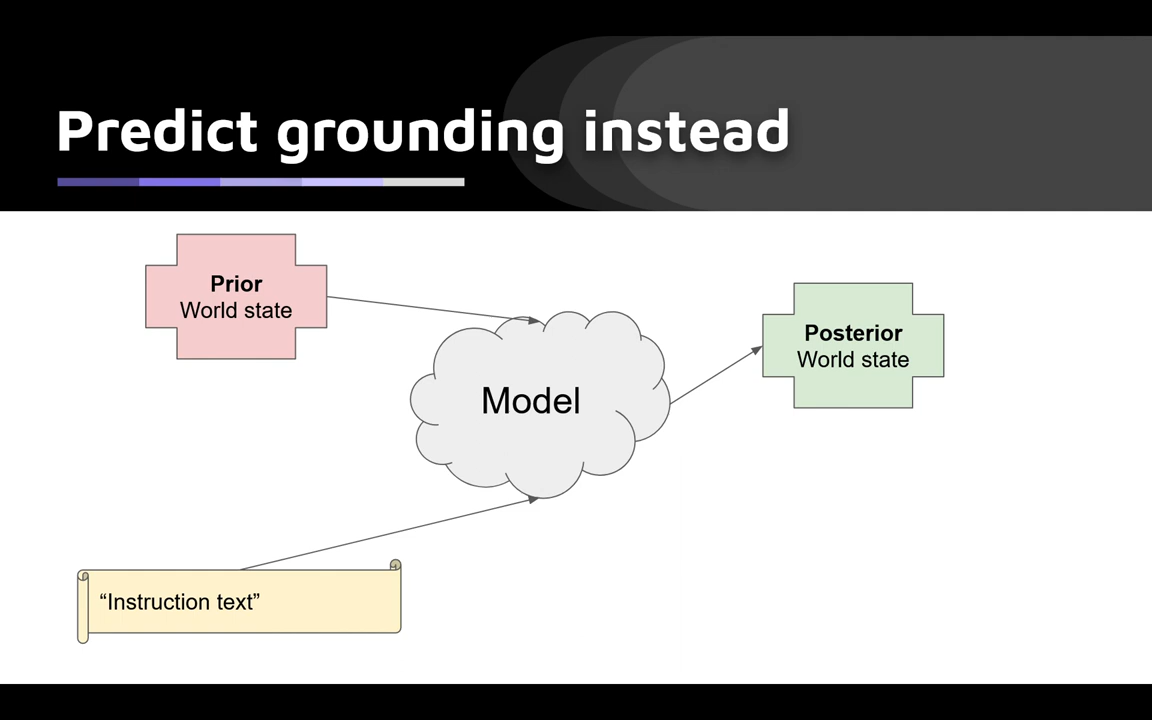 Predict grounding instead
Prior
World state
Posterior
World state
Model
“Instruction text”